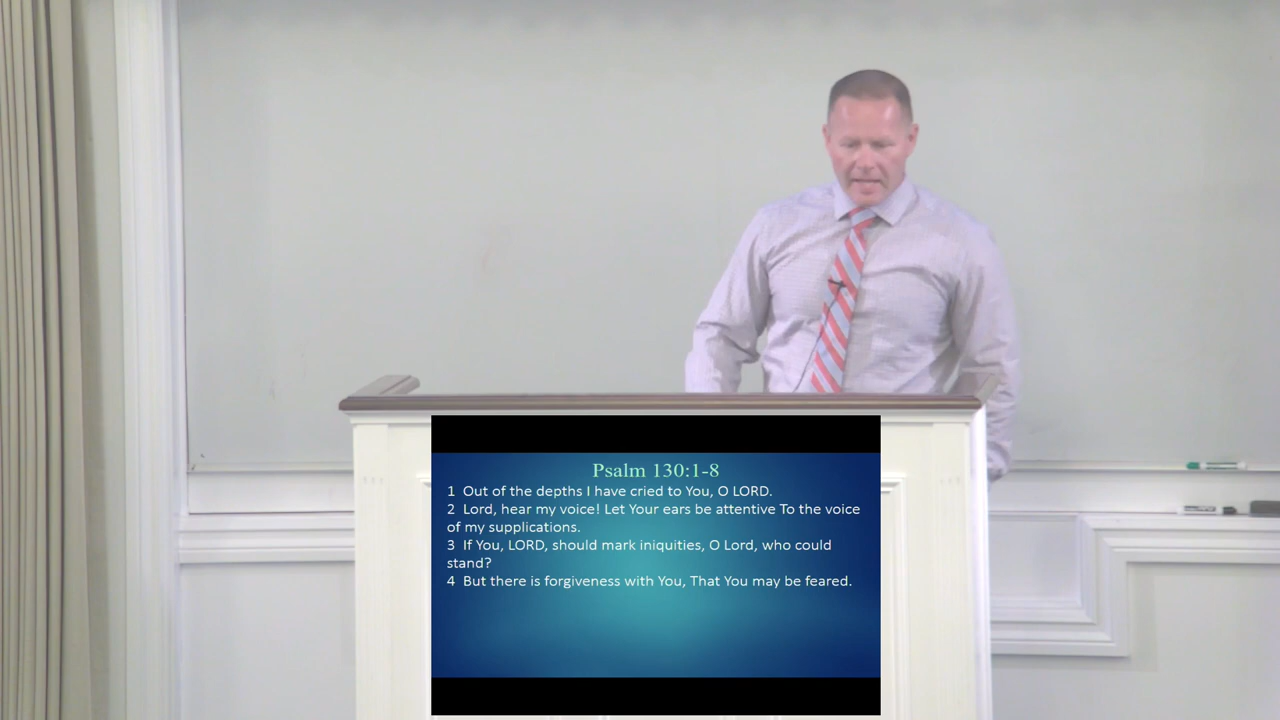 Psalm 130:1-8
1 Out of the depths I have cried to You, O LORD.
2 Lord, hear my voice! Let Your ears be attentive To the voice
of my supplications.
3 If You, LORD, should mark iniquities, O Lord, who could
stand?
4 But there is forgiveness with You, That You may be feared.